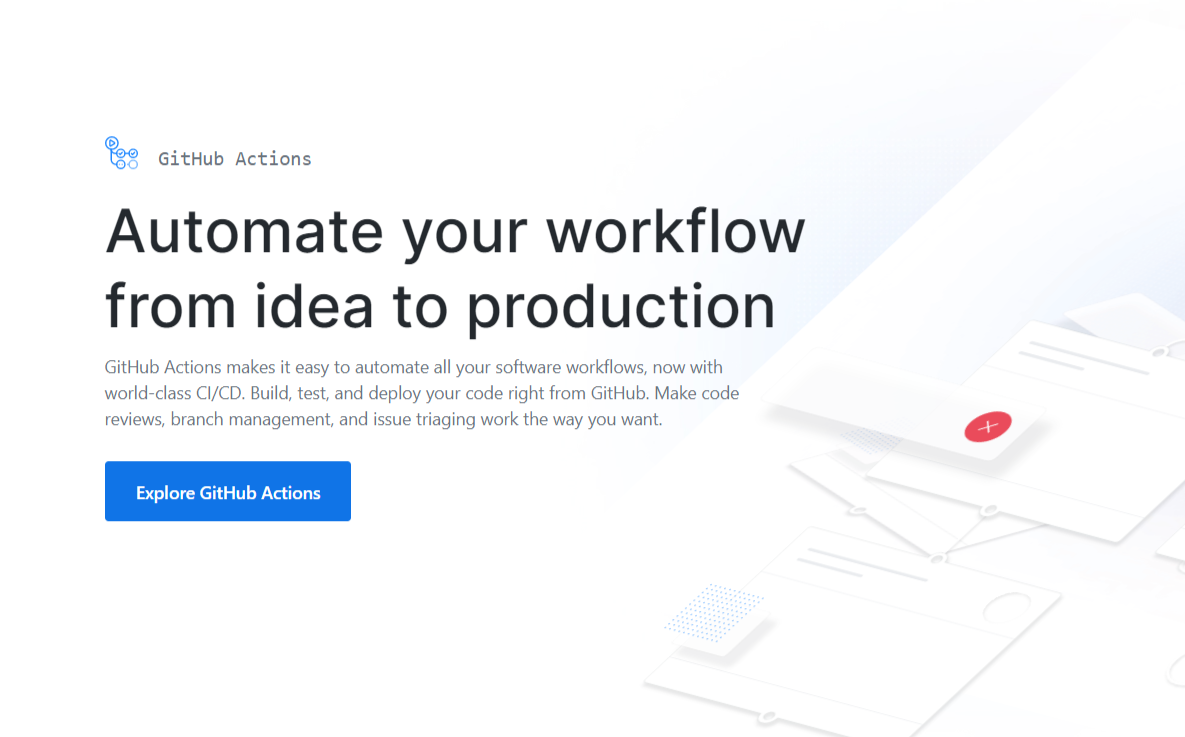 GitHub Actions
Automate your workflow
from idea to production
GitHub Actions makes it easy to automate all your software workflows, now with
world-class CI/CD. Build, test, and deploy your code right from GitHub. Make code
reviews, branch management, and issue triaging work the way you want.
Explore GitHub Actions